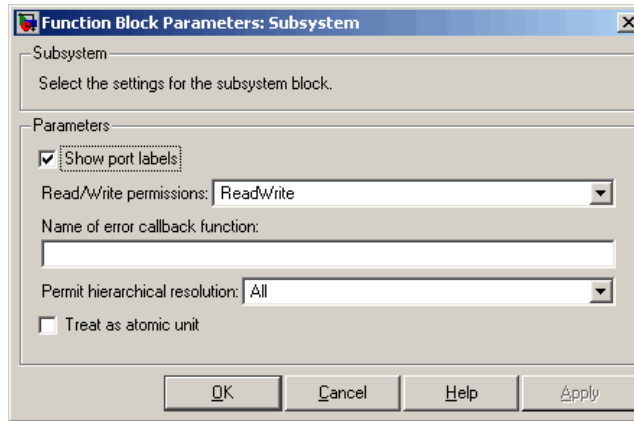 Function Block Parameters: Subsystem
Subsystem
Select the settings for the subsystem block.
Parameters
Show port labels
Read/Write permissions: ReadWrite
Name of error callback function:
Permit hierarchical resolution: All
Treat as atomic unit
OK Cancel Help Apply